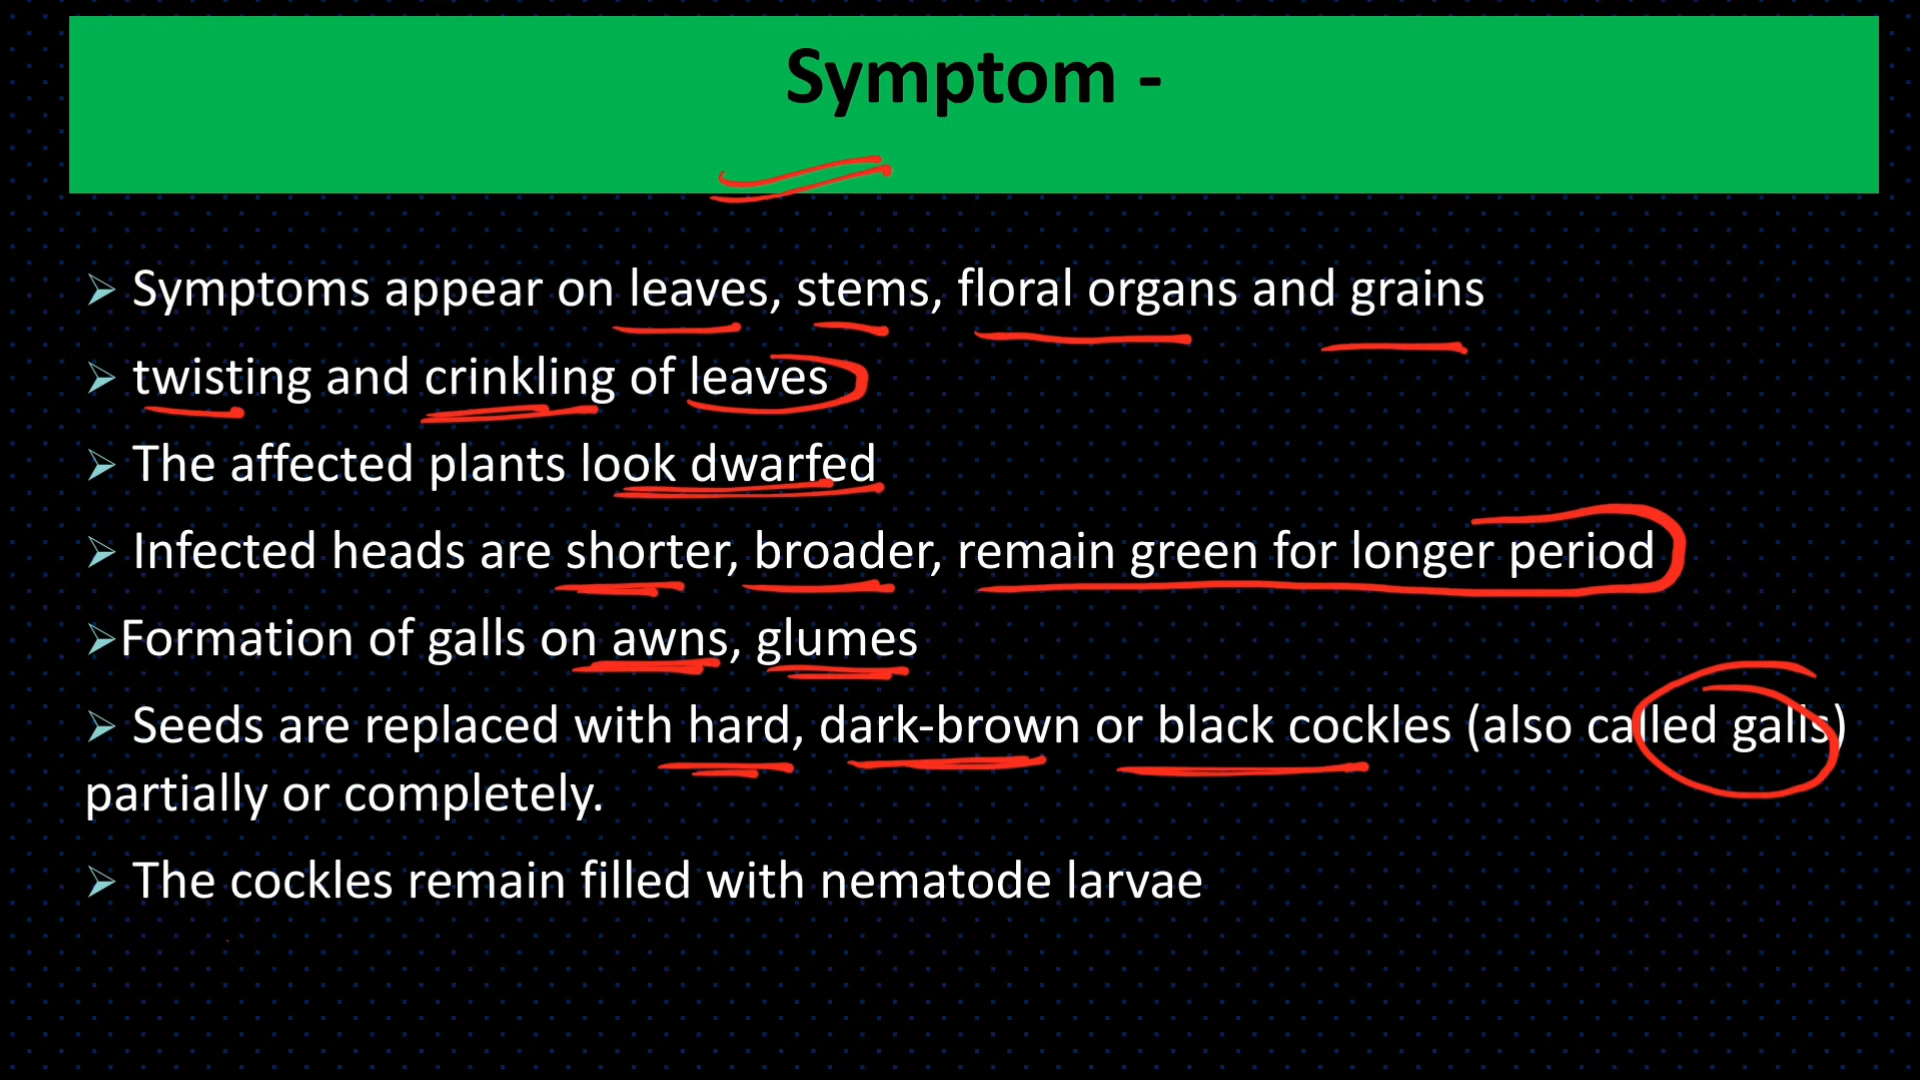 Symptom -
➢ Symptoms appear on leaves, stems, floral organs and grains
➢ twisting and crinkling of leaves
➢ The affected plants look dwarfed
➢ Infected heads are shorter, broader, remain green for longer period
➢Formation of galls on awns, glumes
➢ Seeds are replaced with hard, dark-brown or black cockles (also called galls)
partially or completely.
➢ The cockles remain filled with nematode larvae